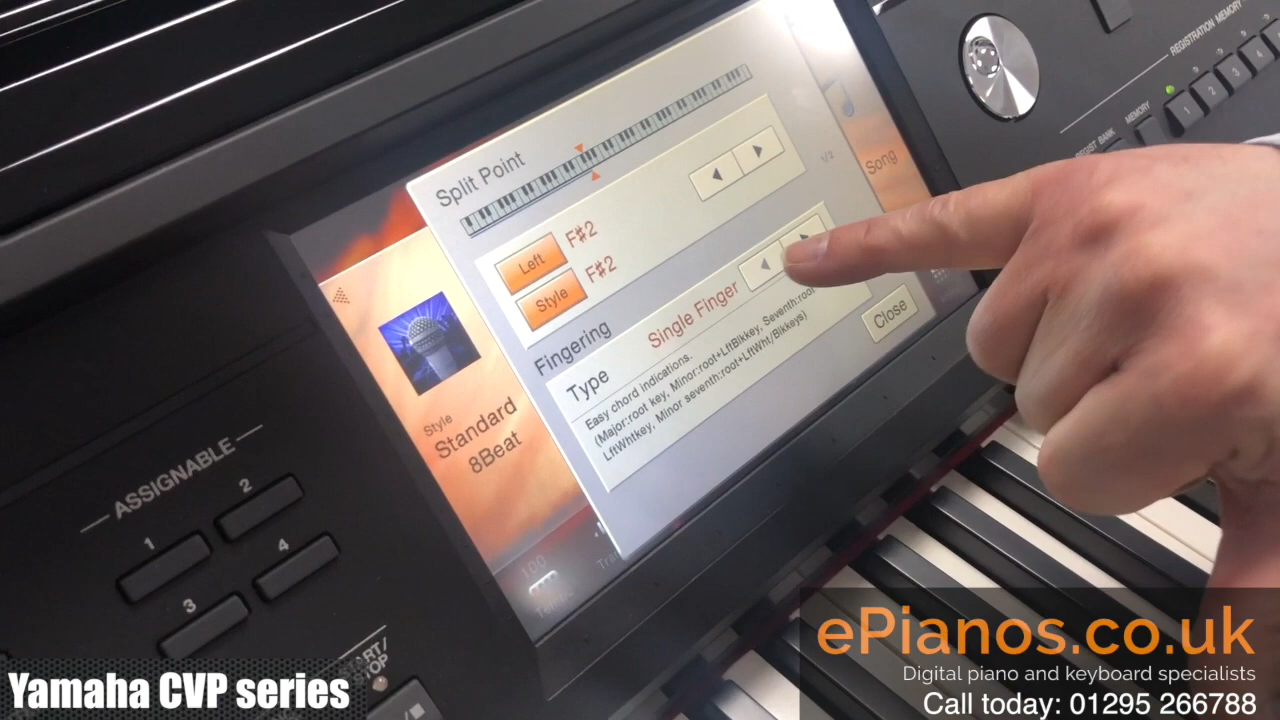 REGISTRATION MEMORY
REGIST BANK
MEMORY
1
2
3
4
Split Point
1/2
Song
Left
F#2
Style
F#2
Fingering
Type
Single Finger
Easy chord indications.
(Major:root key, Minor:root+LftBlkkey, Seventh:root
LftWhtkey, Minor seventh:root+LftWht/Blkkeys)
Close
Style
Standard
8Beat
100
ASSIGNABLE
1
2
3
4
Yamaha CVP series
ePianos.co.uk
Digital piano and keyboard specialists
Call today: 01295 266788